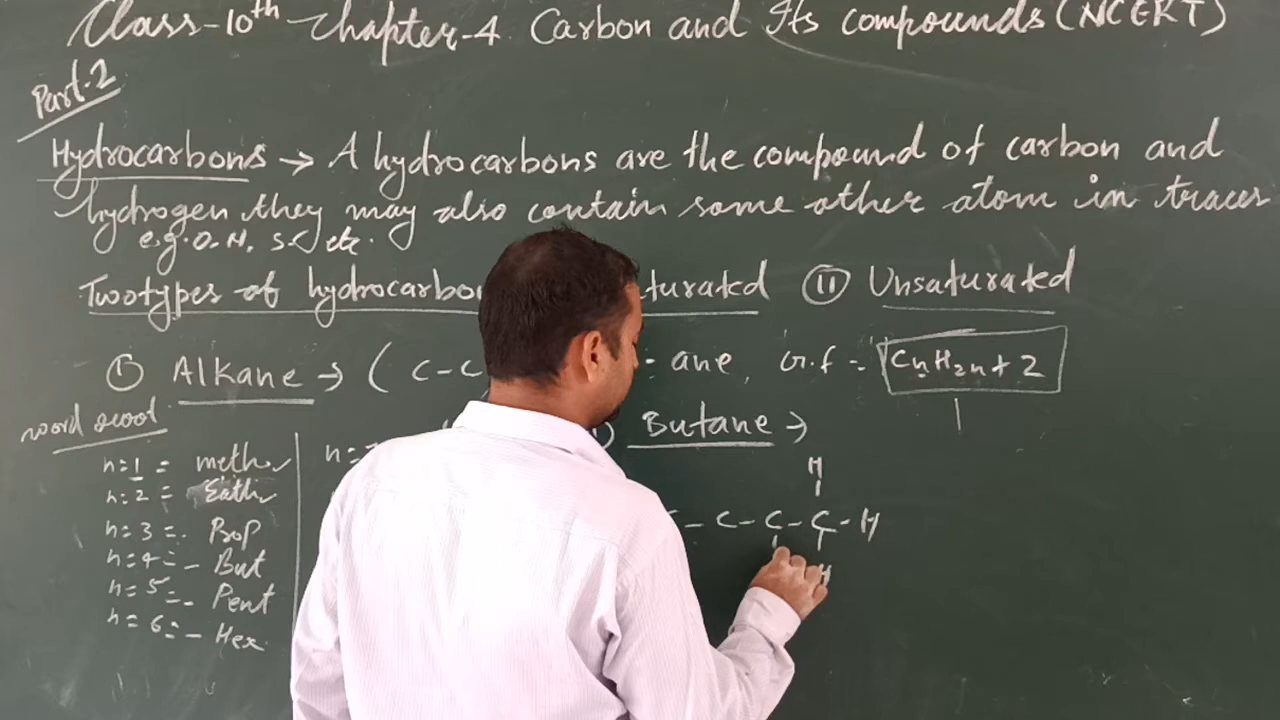 Class-10th Chapter-4. Carbon and Its compounds (NCERT)
Part-2
Hydrocarbons → A hydrocarbons are the compound of carbon and
hydrogen they may also contain some other atom in traces
e.g. O.N, S. etc.
Two types of hydrocarbon turated (II) Unsaturated
(I) Alkane → ( C-C : ane, G.f = CnH2n+2
word root
) Butane →
n=1 = meth
n=2 = Eath
n=3 = Prop
n=4 = - But
n=5 = - Pent
n=6 = - Hex
n=
H
C - C - C - C - H
H